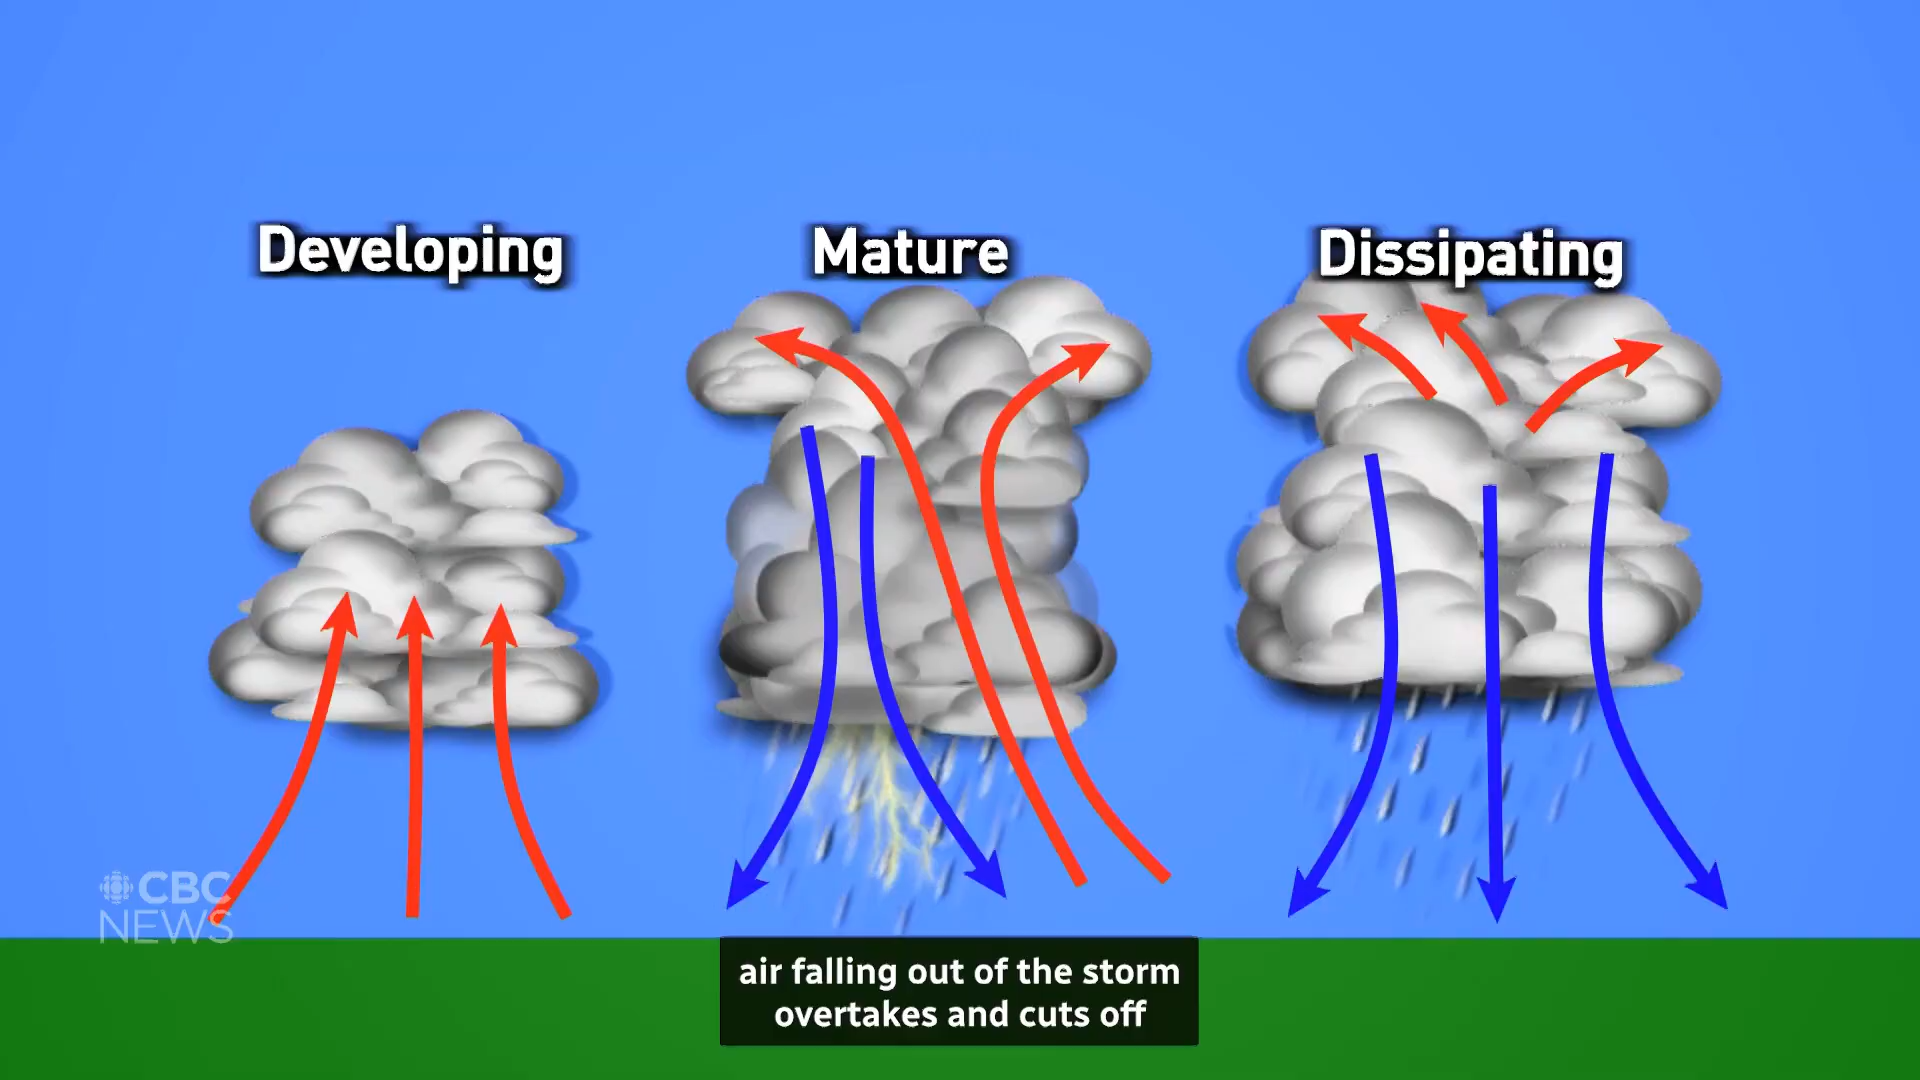 Developing
Mature
Dissipating
CBC
NEWS
air falling out of the storm
overtakes and cuts off